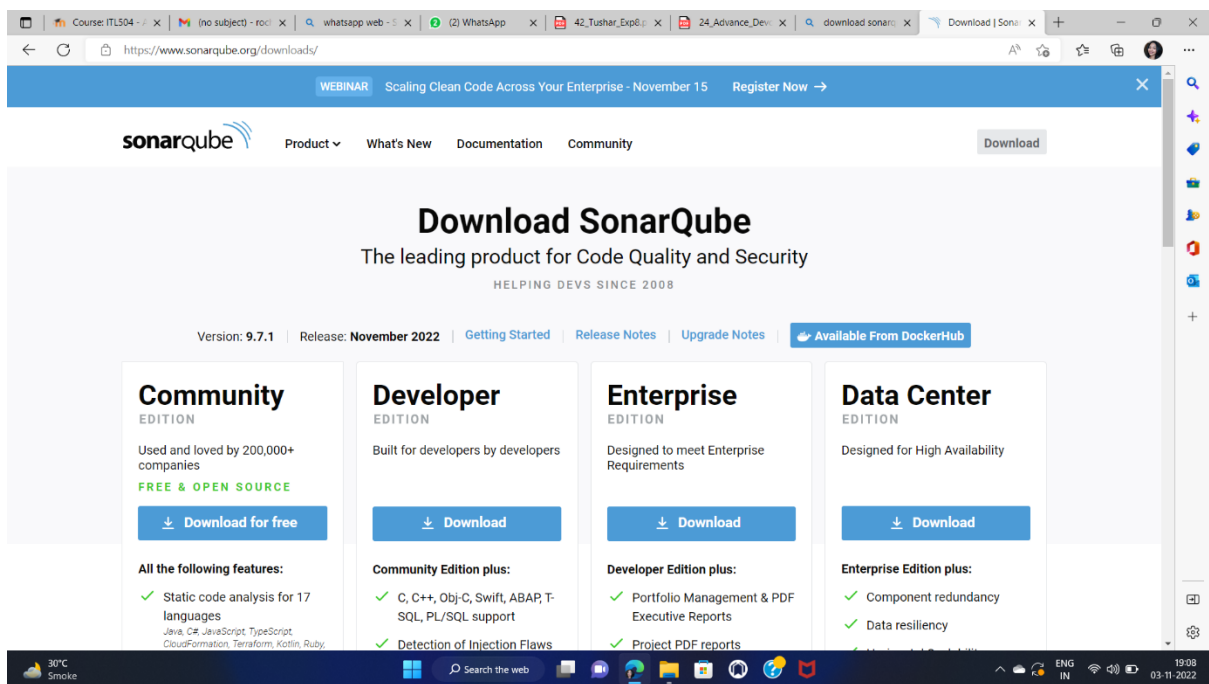 Course: ITL504 - A
(no subject) - roc
whatsapp web - S
(2) WhatsApp
42_Tushar_Exp8.p
24_Advance_Devo
download sonarq
Download | Sonar
https://www.sonarqube.org/downloads/
WEBINAR Scaling Clean Code Across Your Enterprise - November 15 Register Now →
sonarqube Product What's New Documentation Community Download
Download SonarQube
The leading product for Code Quality and Security
HELPING DEVS SINCE 2008
Version: 9.7.1 | Release: November 2022 | Getting Started | Release Notes | Upgrade Notes | Available From DockerHub
Community
EDITION
Used and loved by 200,000+
companies
FREE & OPEN SOURCE
Download for free
All the following features:
Static code analysis for 17
languages
Java, C#, JavaScript, TypeScript,
CloudFormation, Terraform, Kotlin, Ruby,
Developer
EDITION
Built for developers by developers
Download
Community Edition plus:
C, C++, Obj-C, Swift, ABAP, T-
SQL, PL/SQL support
Detection of Injection Flaws
Enterprise
EDITION
Designed to meet Enterprise
Requirements
Download
Developer Edition plus:
Portfolio Management & PDF
Executive Reports
Project PDF reports
Data Center
EDITION
Designed for High Availability
Download
Enterprise Edition plus:
Component redundancy
Data resiliency
30°C
Smoke
Search the web
ENG
IN
19:08
03-11-2022